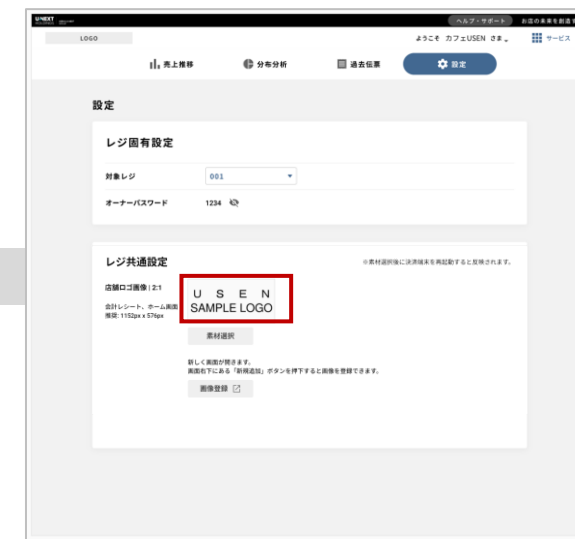 U-NEXT
HOLDINGS
ヘルプ・サポート
お店の未来を創造す
LOGO
ようこそ カフェUSEN さま
サービス
売上推移
分布分析
過去伝票
設定
設定
レジ固有設定
対象レジ
001
オーナーパスワード
1234
レジ共通設定
※素材選択後に決済端末を再起動すると反映されます。
店舗ロゴ画像 | 2:1
会計レシート、ホーム画面
推奨: 1152px x 576px
U S E N
SAMPLE LOGO
素材選択
新しく画面が開きます。
画面右下にある「新規追加」ボタンを押下すると画像を登録できます。
画像登録